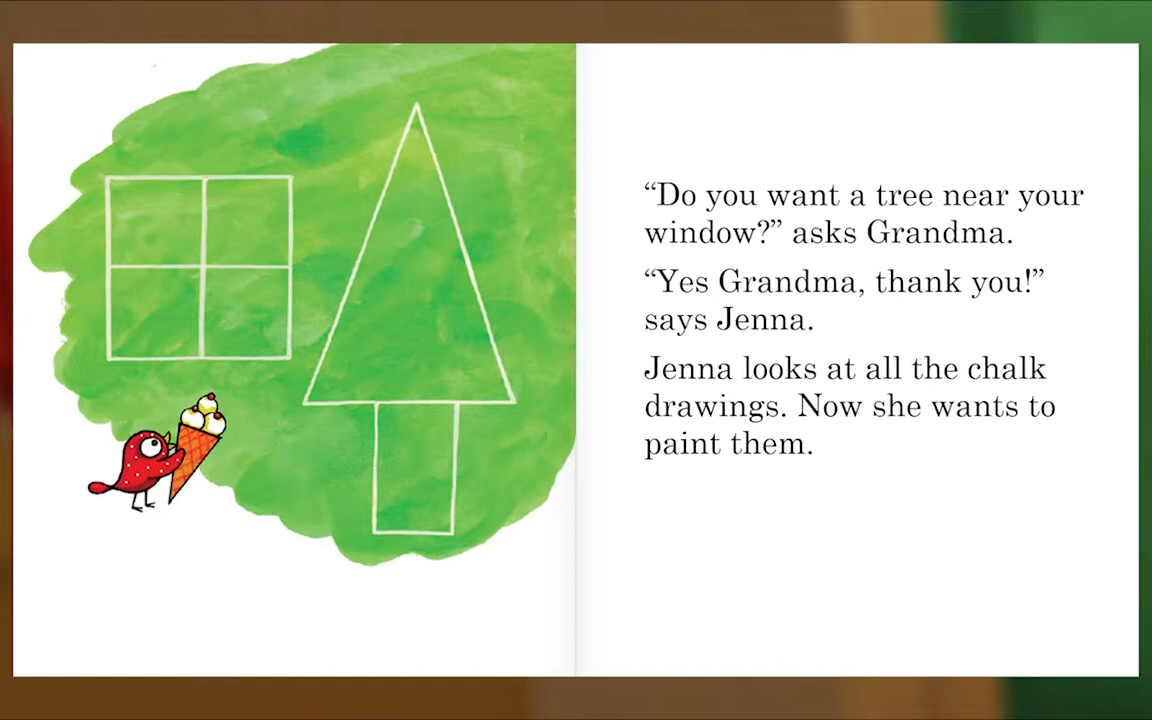 “Do you want a tree near your
window?” asks Grandma.
“Yes Grandma, thank you!”
says Jenna.
Jenna looks at all the chalk
drawings. Now she wants to
paint them.